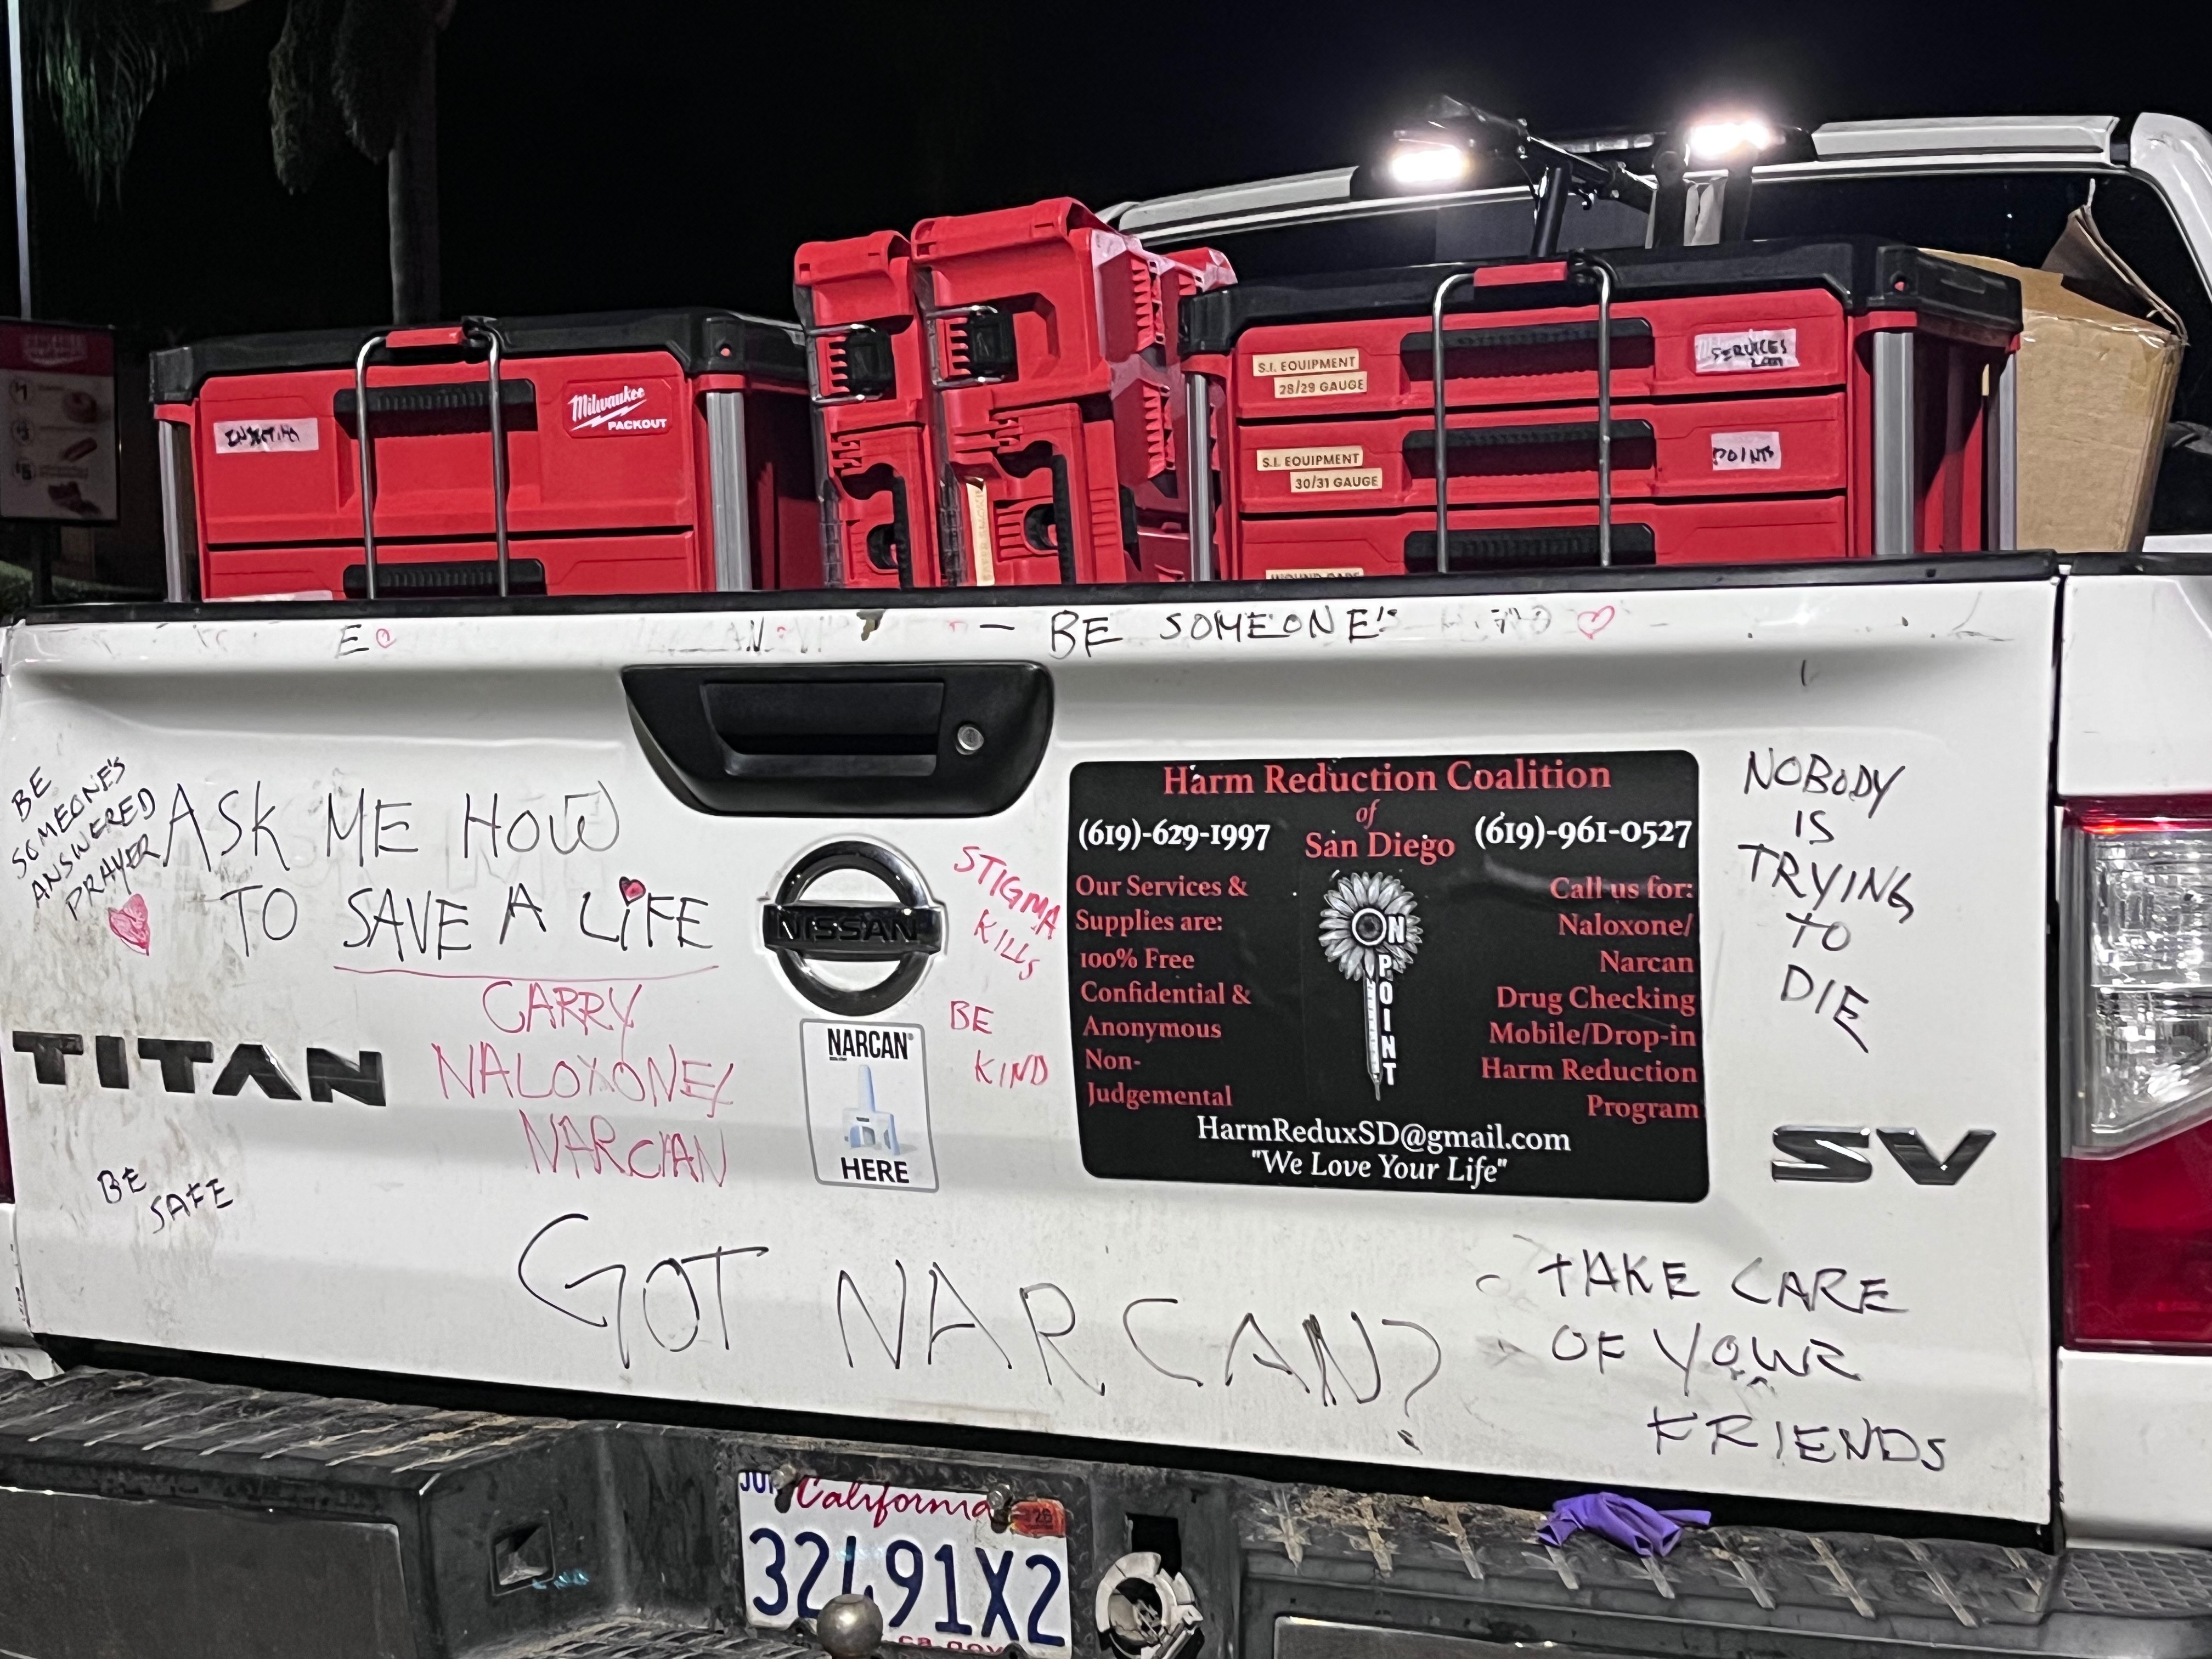 Milwaukee
PACKOUT
S.I. EQUIPMENT
28/29 GAUGE
SERVICES
S.I. EQUIPMENT
30/31 GAUGE
POINTS
WOUND CARE
BE SOMEONE'S
BE
SOMEONE'S
ANSWERED
PRAYER
ASK ME HOW
TO SAVE A LIFE
CARRY
NALOXONE/
NARCAN
TITAN
BE
SAFE
NISSAN
NARCAN®
HERE
STIGMA
KILLS
BE
KIND
Harm Reduction Coalition
of
San Diego
(619)-629-1997
(619)-961-0527
Our Services &
Supplies are:
100% Free
Confidential &
Anonymous
Non-
Judgemental
ON
POINT
Call us for:
Naloxone/
Narcan
Drug Checking
Mobile/Drop-in
Harm Reduction
Program
HarmReduxSD@gmail.com
"We Love Your Life"
NOBODY
IS
TRYING
TO
DIE
SV
GOT NARCAN?
TAKE CARE
OF YOUR
FRIENDS
JUN California 26
91X2